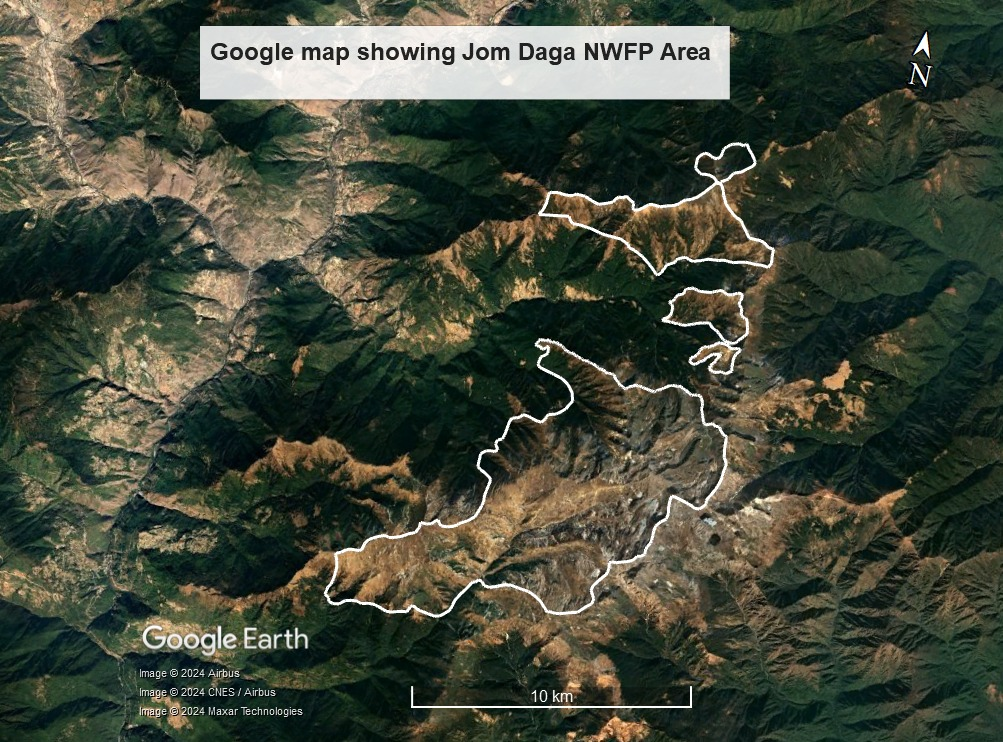 Google map showing Jom Daga NWFP Area
N
Google Earth
Image © 2024 Airbus
Image © 2024 CNES / Airbus
Image © 2024 Maxar Technologies
10 km